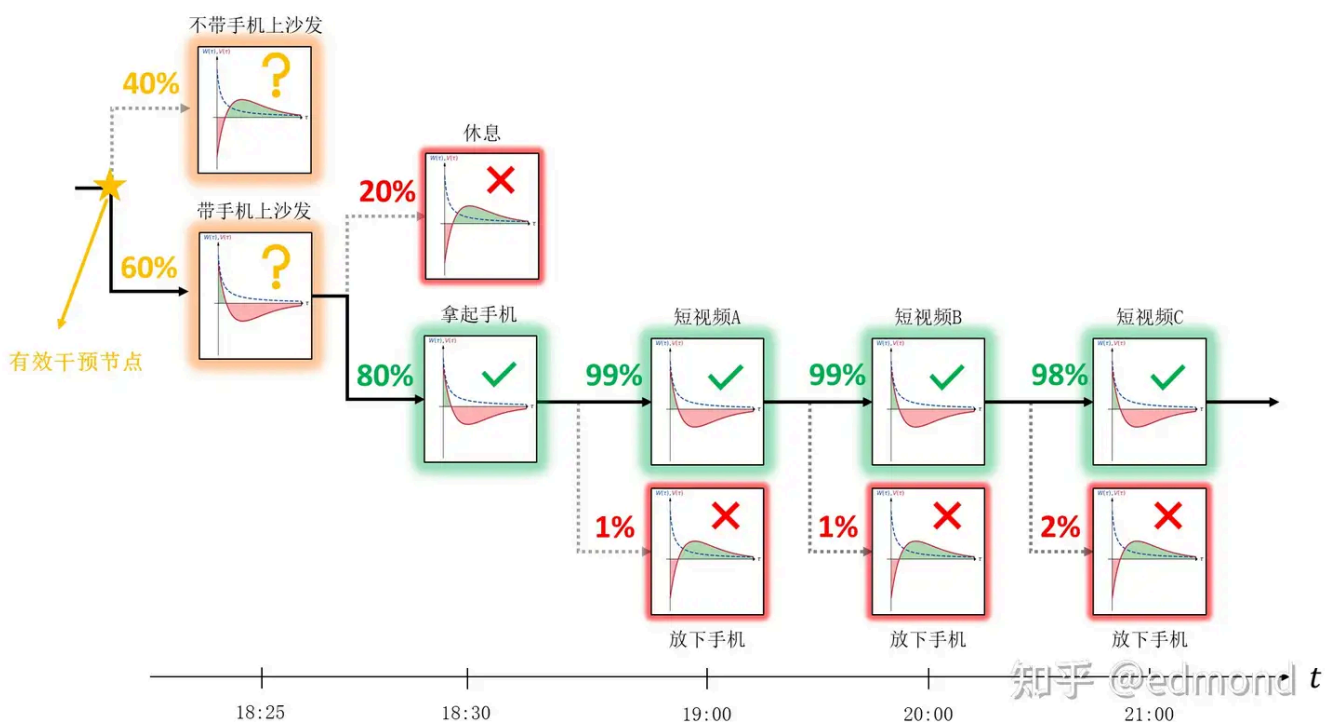 不带手机上沙发
W(τ),V(τ)
?
τ
40%
休息
W(τ),V(τ)
τ
20%
带手机上沙发
W(τ),V(τ)
?
τ
60%
有效干预节点
拿起手机
W(τ),V(τ)
τ
80%
短视频A
W(τ),V(τ)
τ
99%
短视频B
W(τ),V(τ)
τ
99%
短视频C
W(τ),V(τ)
τ
98%
1%
W(τ),V(τ)
τ
放下手机
1%
W(τ),V(τ)
τ
放下手机
2%
W(τ),V(τ)
τ
放下手机
知乎 @edmond
t
18:25
18:30
19:00
20:00
21:00